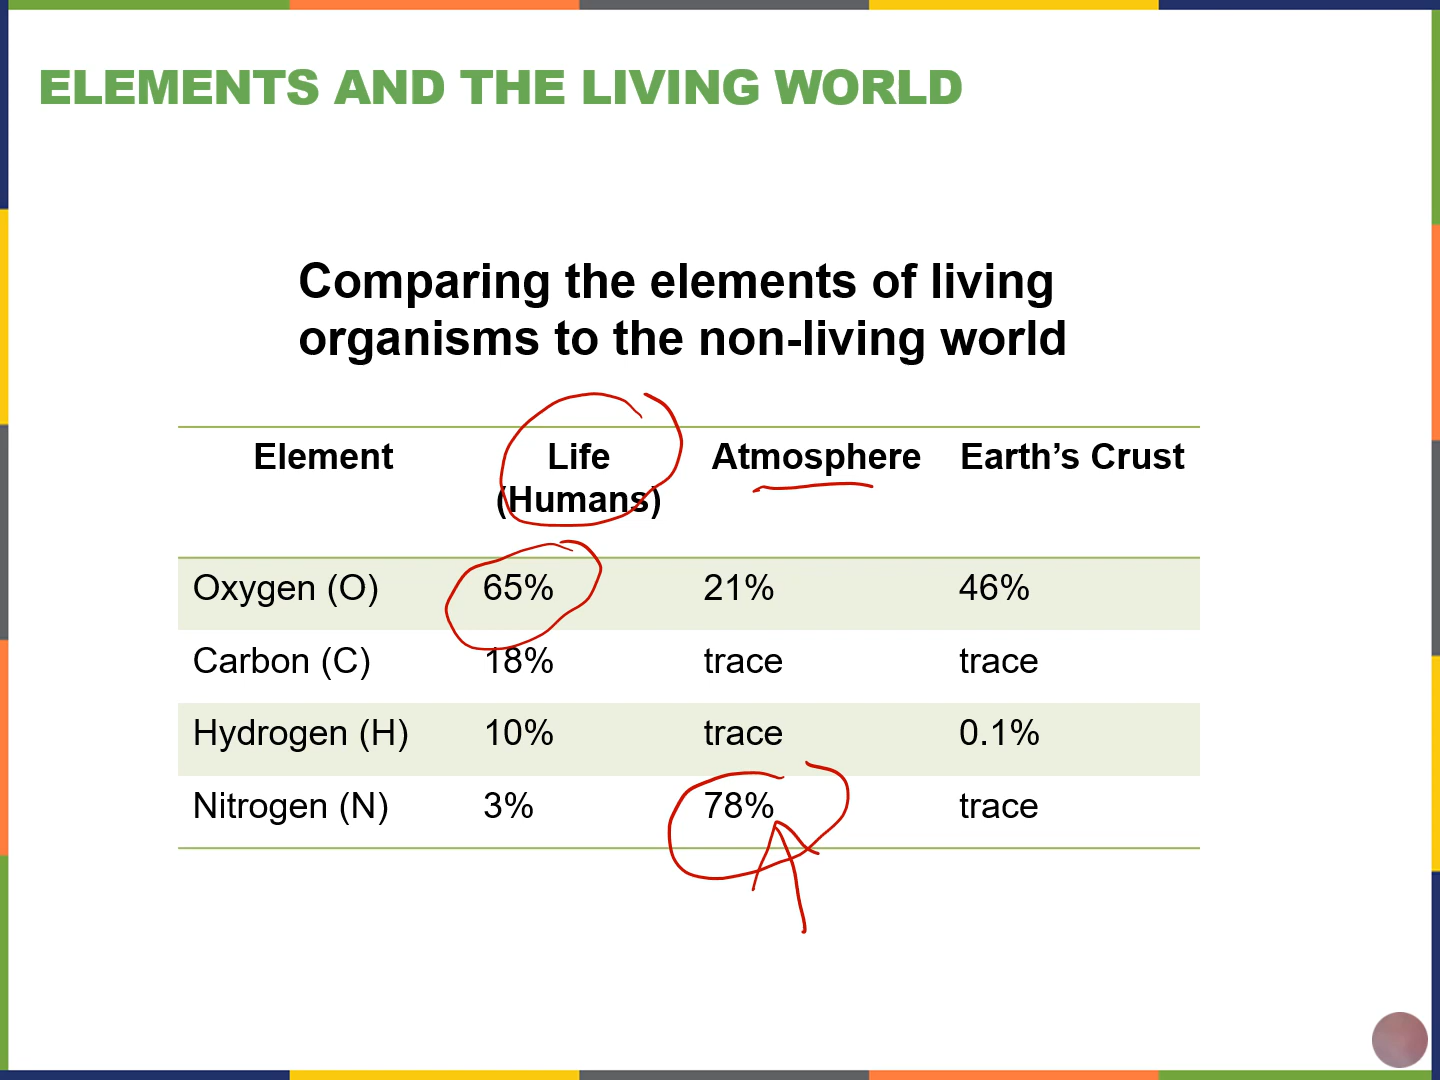 ELEMENTS AND THE LIVING WORLD
Comparing the elements of living
organisms to the non-living world
Element Life Atmosphere Earth’s Crust
(Humans)
Oxygen (O) 65% 21% 46%
Carbon (C) 18% trace trace
Hydrogen (H) 10% trace 0.1%
Nitrogen (N) 3% 78% trace